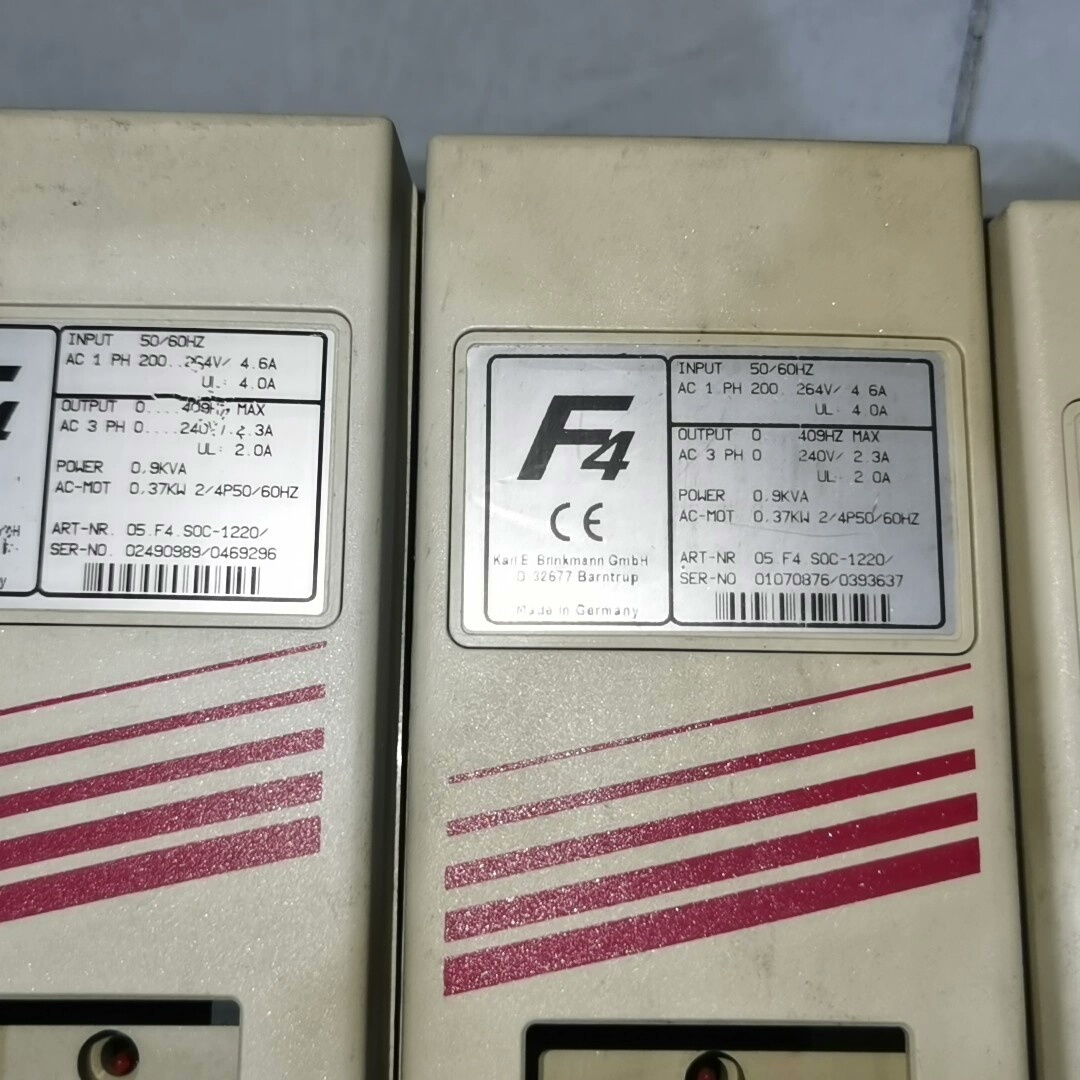 INPUT 50/60HZ
AC 1 PH 200..264V/ 4.6A
UL: 4.0A
OUTPUT 0....409HZ MAX
AC 3 PH 0....240V/ 2.3A
UL: 2.0A
POWER 0,9KVA
AC-MOT 0,37KW 2/4P50/60HZ
ART-NR. 05.F4.S0C-1220/
SER-NO. 02490989/0469296
F4
CE
Karl E. Brinkmann GmbH
D 32677 Barntrup
Made in Germany
INPUT 50/60HZ
AC 1 PH 200 264V/ 4 6A
UL 4 0A
OUTPUT 0 409HZ MAX
AC 3 PH 0 240V/ 2 3A
UL 2 0A
POWER 0,9KVA
AC-MOT 0,37KW 2/4P50/60HZ
ART-NR 05 F4 S0C-1220/
SER-NO 01070876/0393637